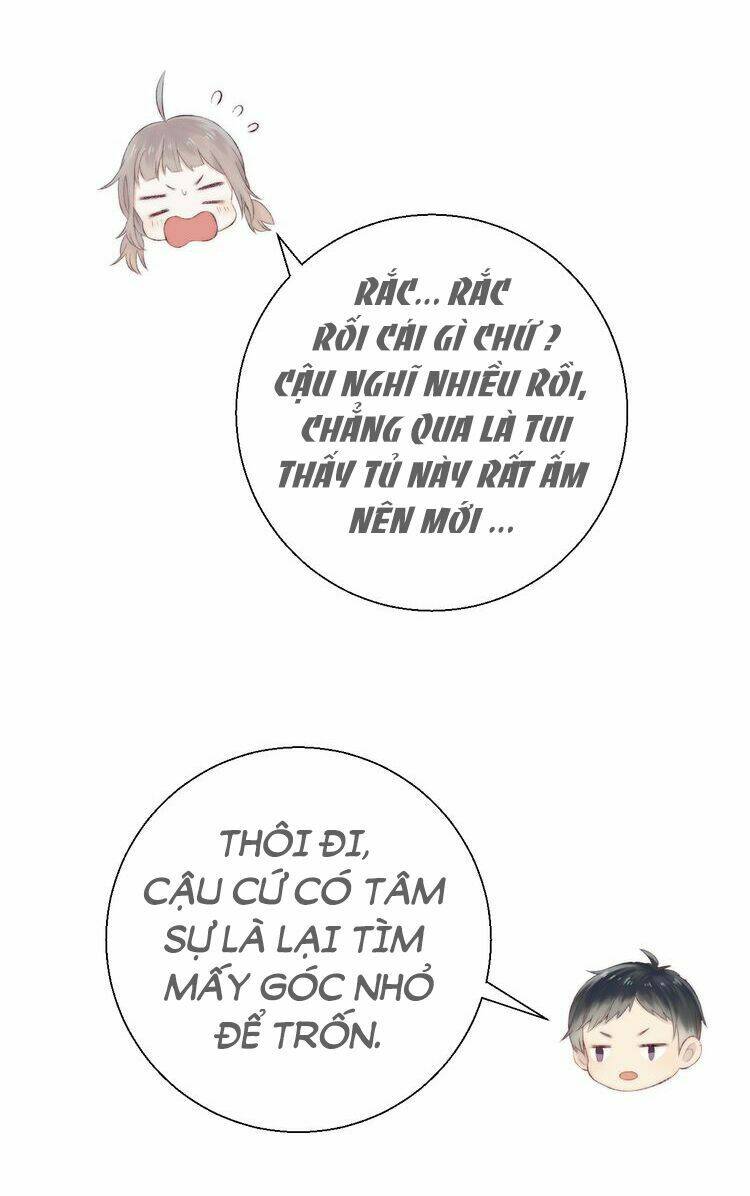 RẮC... RẮC
RỐI CÁI GÌ CHỨ?
CẬU NGHĨ NHIỀU RỒI,
CHẲNG QUA LÀ TUI
THẤY TỦ NÀY RẤT ẤM
NÊN MỚI ...
THÔI ĐI,
CẬU CỨ CÓ TÂM
SỰ LÀ LẠI TÌM
MẤY GÓC NHỎ
ĐỂ TRỐN.